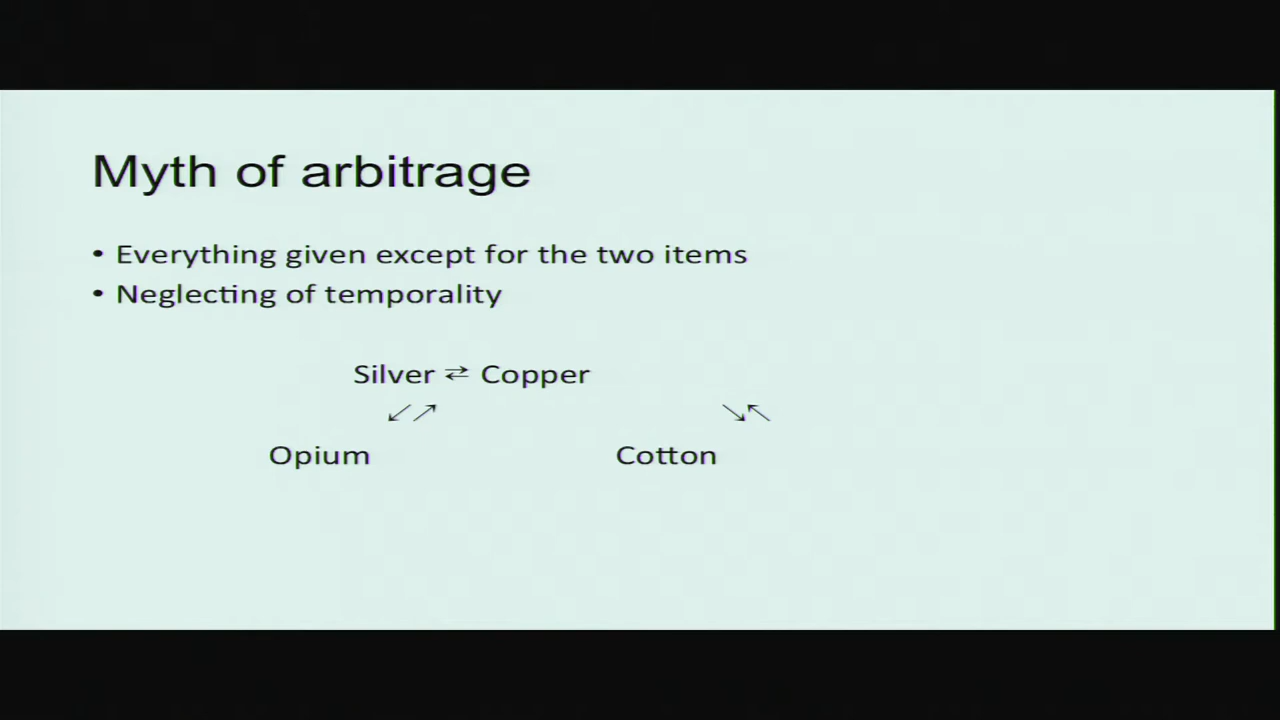 Myth of arbitrage
• Everything given except for the two items
• Neglecting of temporality
Silver ⇄ Copper
↙↗ ↘↖
Opium Cotton